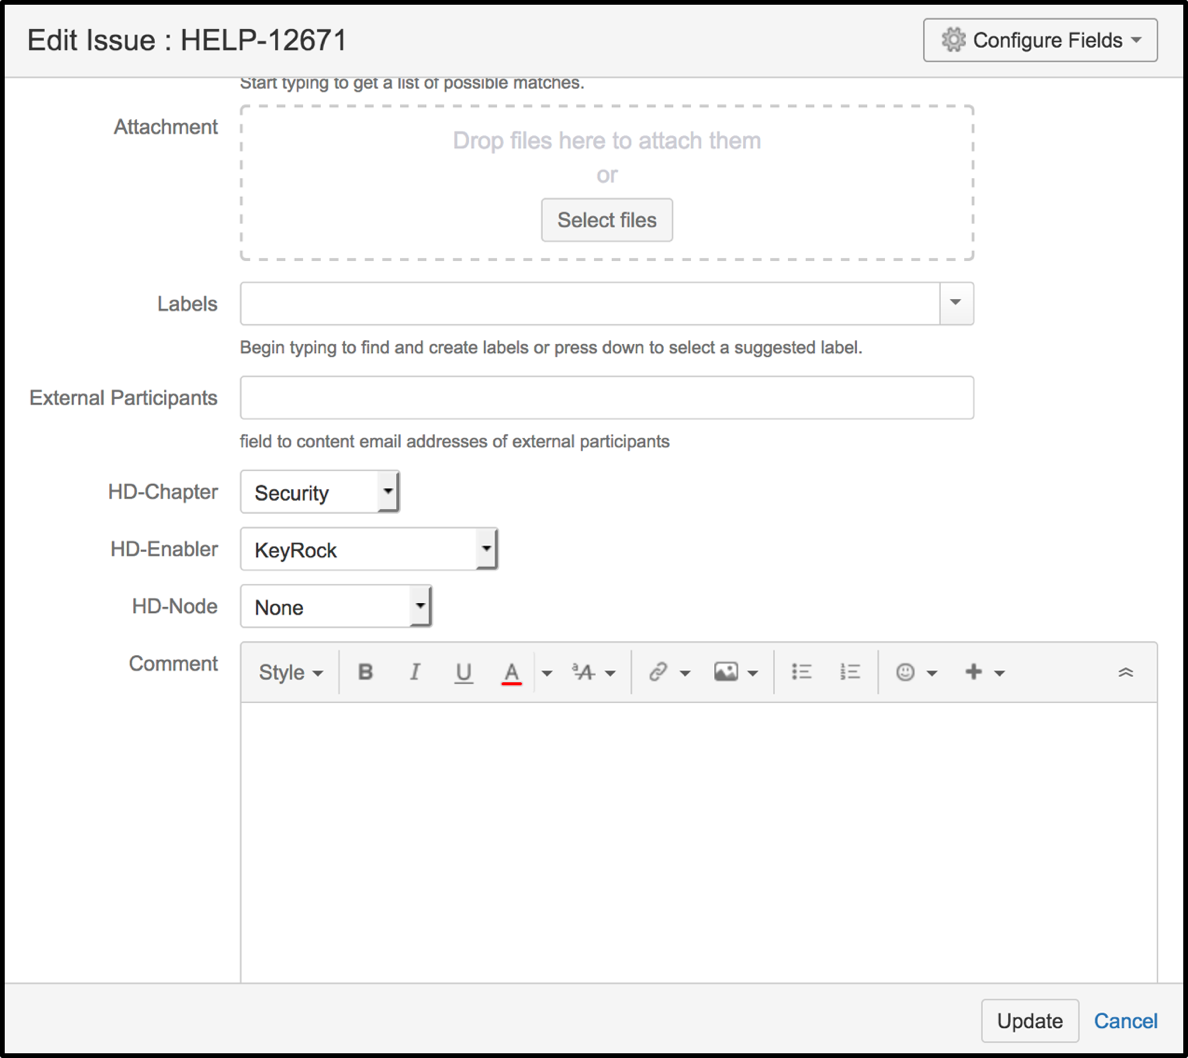 Edit Issue : HELP-12671
Configure Fields
Start typing to get a list of possible matches.
Attachment
Drop files here to attach them
or
Select files
Labels
Begin typing to find and create labels or press down to select a suggested label.
External Participants
field to content email addresses of external participants
HD-Chapter
Security
HD-Enabler
KeyRock
HD-Node
None
Comment
Style
B I U A ªA
Update
Cancel